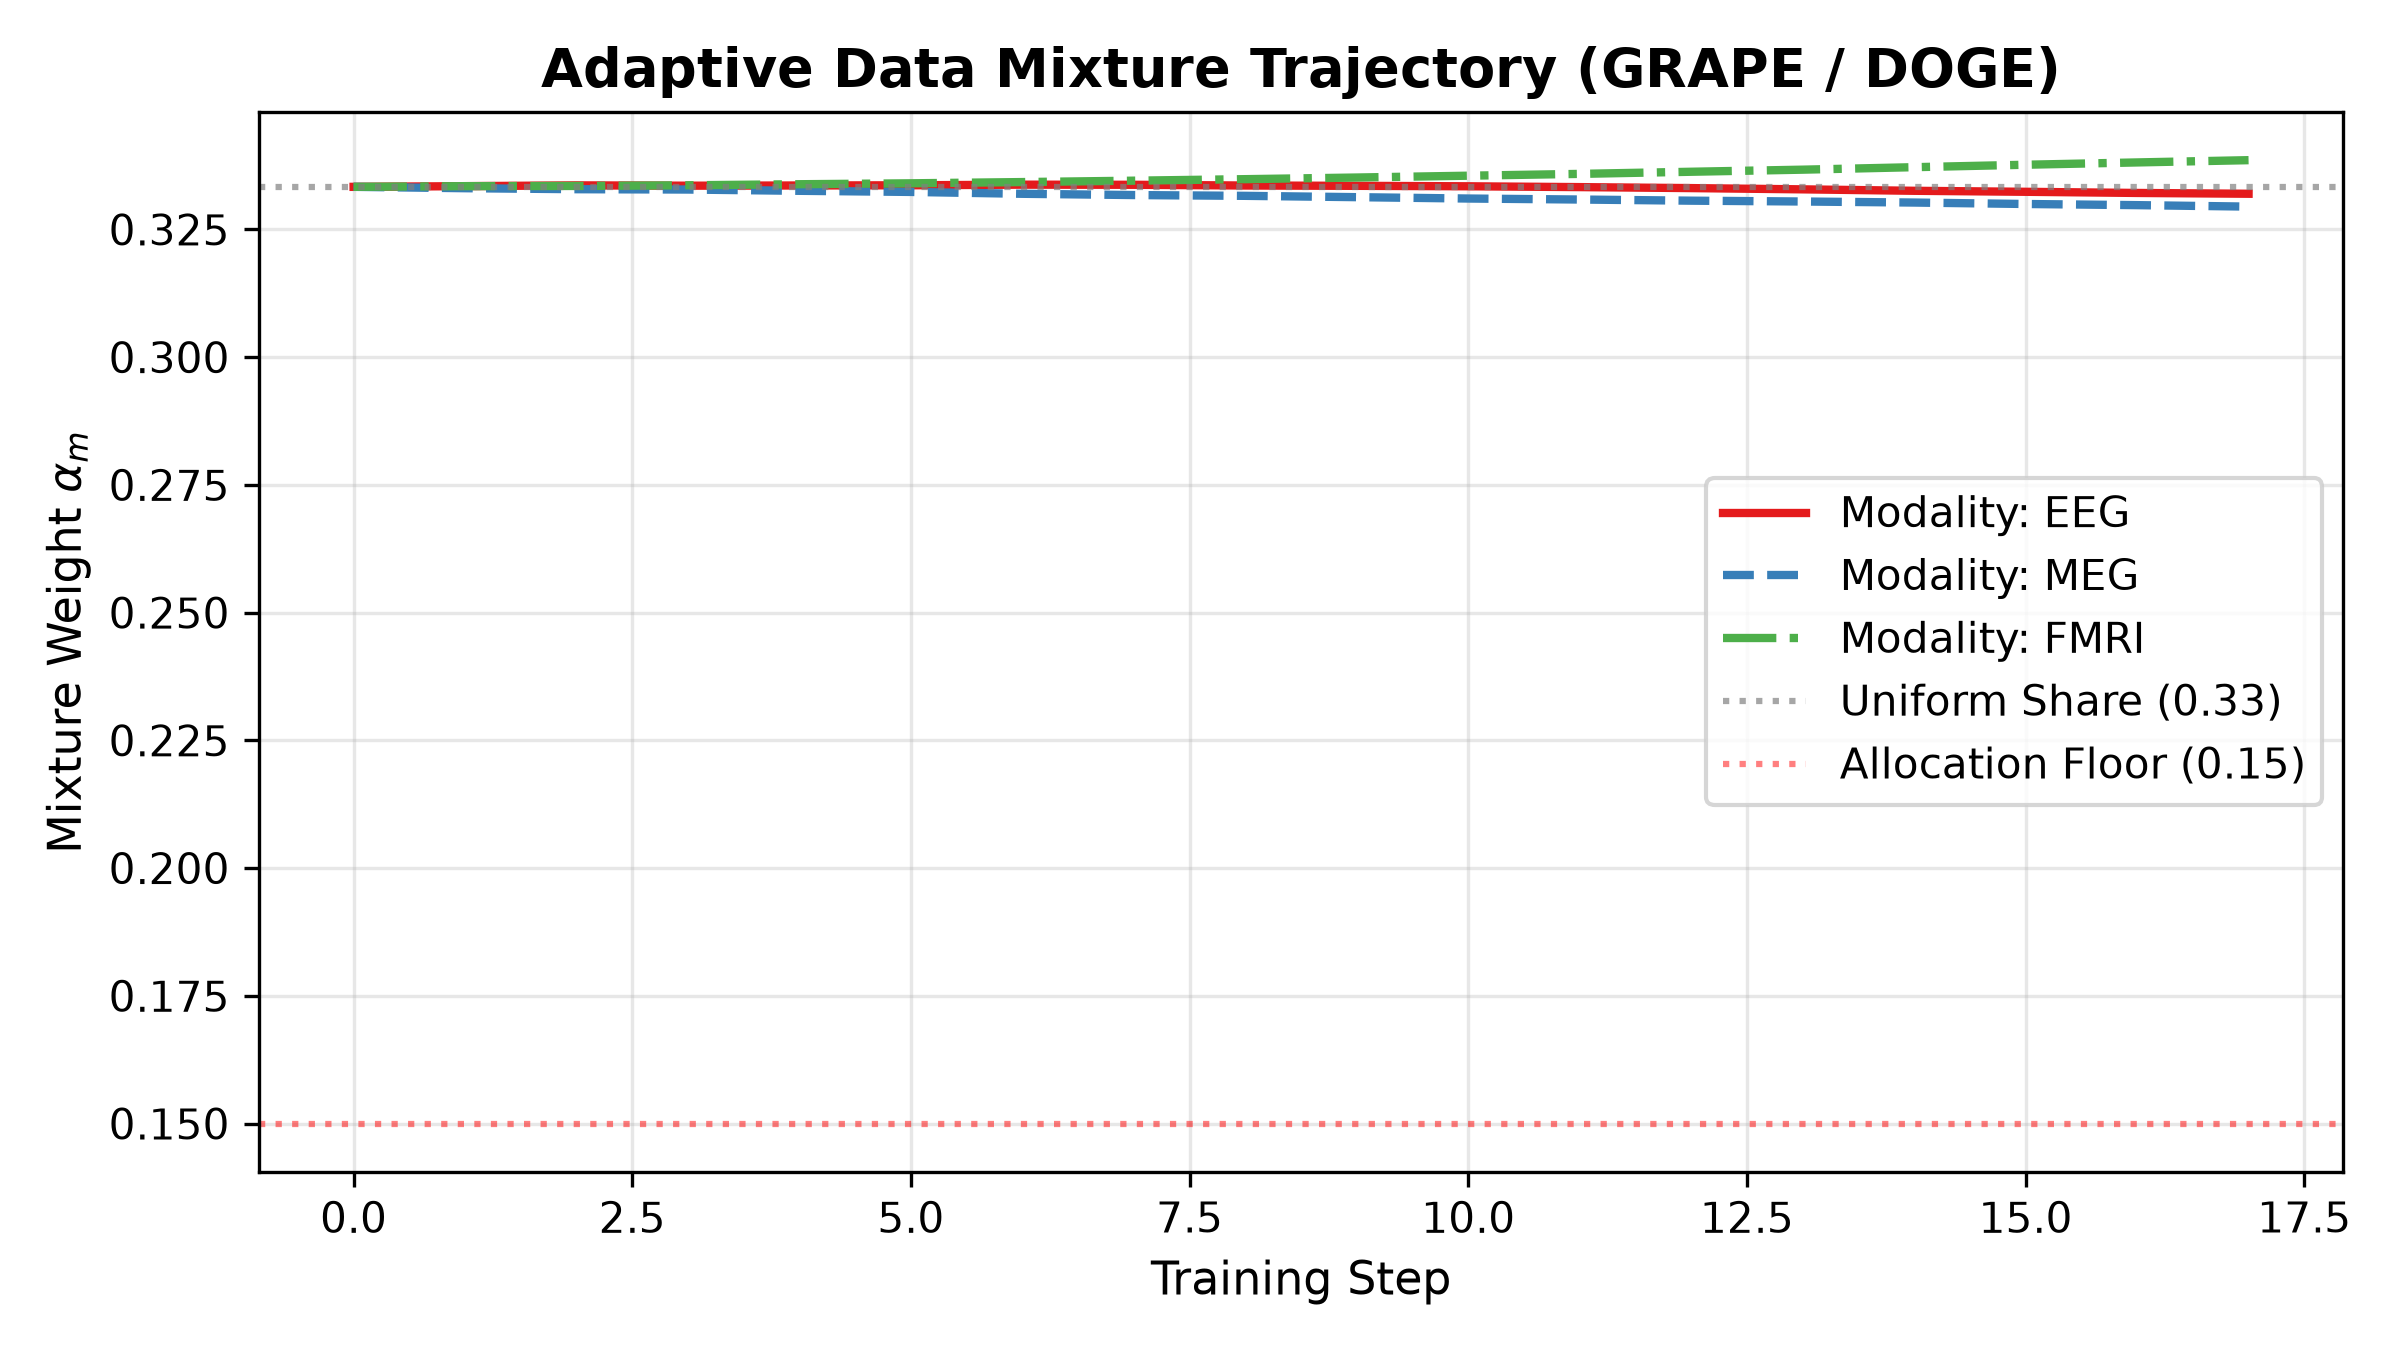 Adaptive Data Mixture Trajectory (GRAPE / DOGE)
Mixture Weight αₘ
0.325
0.300
0.275
0.250
0.225
0.200
0.175
0.150
Modality: EEG
Modality: MEG
Modality: FMRI
Uniform Share (0.33)
Allocation Floor (0.15)
0.0 2.5 5.0 7.5 10.0 12.5 15.0 17.5
Training Step